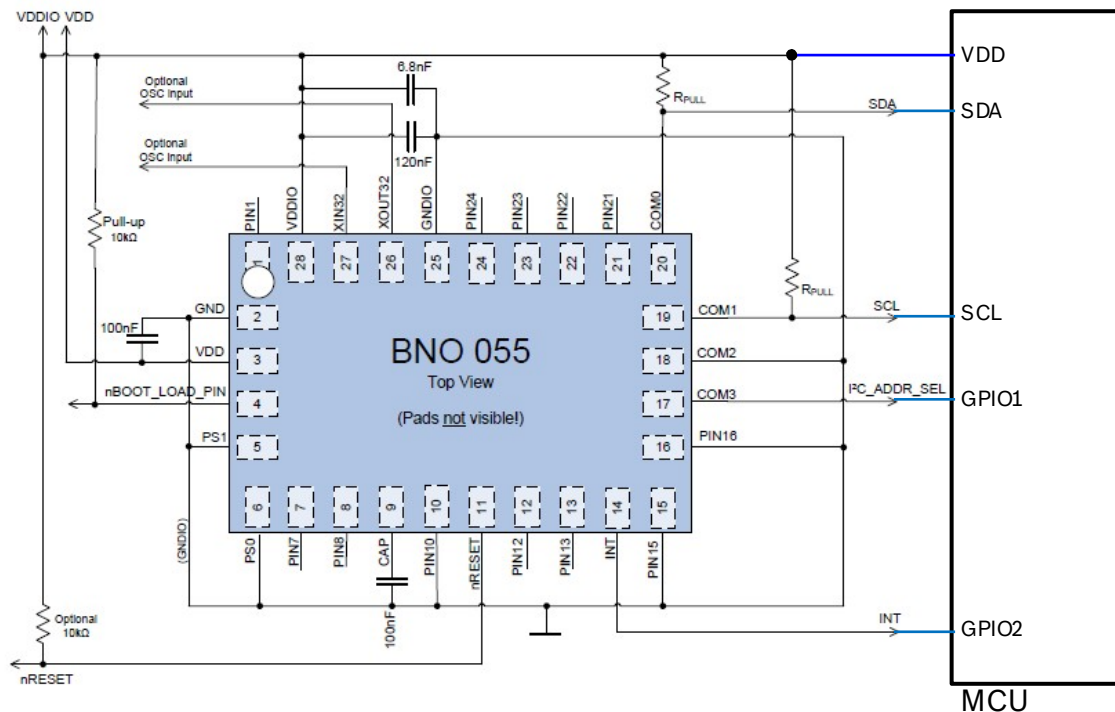 VDDIO VDD
VDD
6.8nF
Optional
OSC Input
RPULL
SDA
SDA
Optional
OSC Input
120nF
PIN1
VDDIO
XIN32
XOUT32
GNDIO
PIN24
PIN23
PIN22
PIN21
COM0
Pull-up
10kΩ
1
28
27
26
25
24
23
22
21
20
RPULL
GND
2
19
COM1
SCL
SCL
100nF
VDD
3
BNO 055
Top View
18
COM2
nBOOT_LOAD_PIN
4
(Pads not visible!)
17
COM3
I²C_ADDR_SEL
GPIO1
PS1
5
16
PIN16
6
7
8
9
10
11
12
13
14
15
(GNDIO)
PS0
PIN7
PIN8
CAP
PIN10
nRESET
PIN12
PIN13
INT
PIN15
100nF
Optional
10kΩ
INT
GPIO2
nRESET
MCU